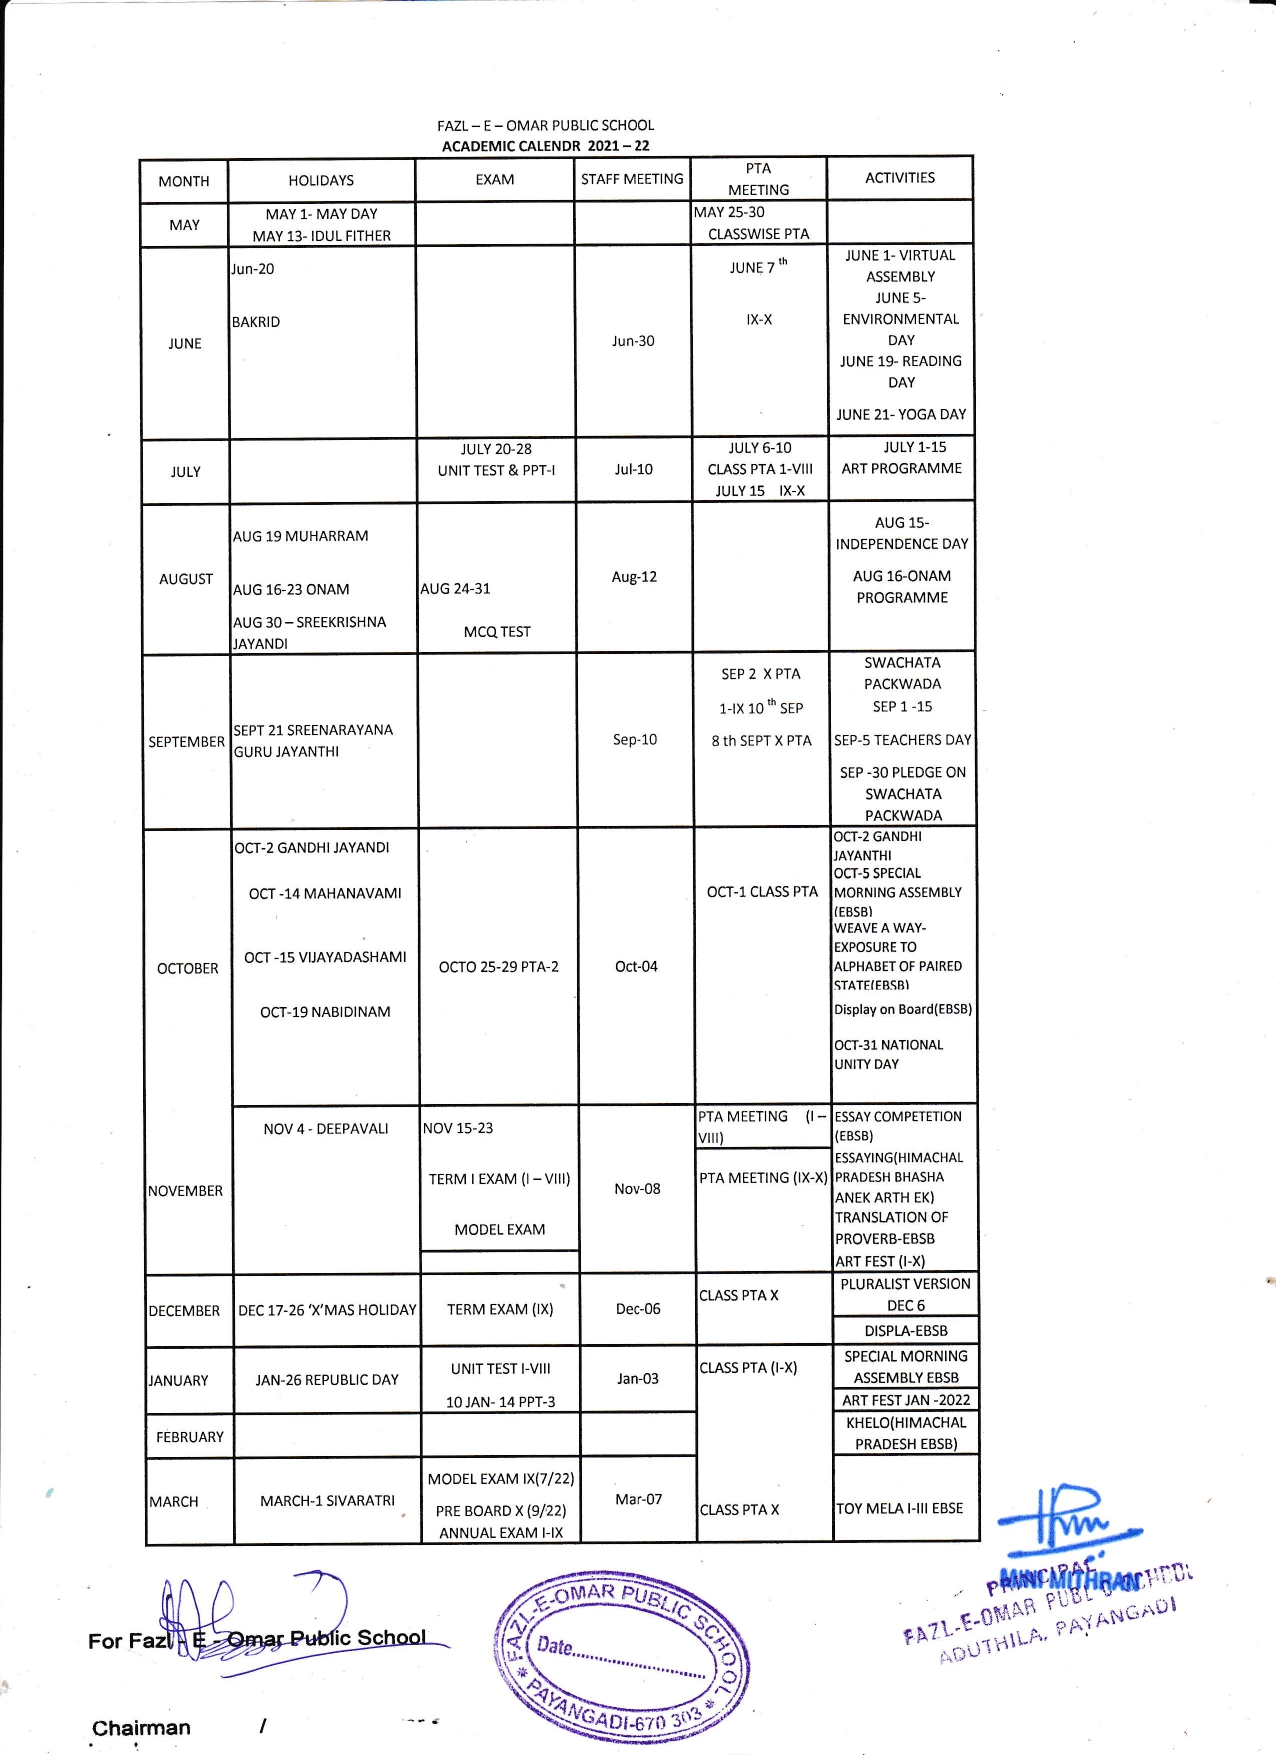 FAZL – E – OMAR PUBLIC SCHOOL
ACADEMIC CALENDR 2021 – 22
MONTH
HOLIDAYS
EXAM
STAFF MEETING
PTA
MEETING
ACTIVITIES
MAY
MAY 1- MAY DAY
MAY 13- IDUL FITHER
MAY 25-30
CLASSWISE PTA
JUNE
Jun-20
BAKRID
Jun-30
JUNE 7 th
IX-X
JUNE 1- VIRTUAL
ASSEMBLY
JUNE 5-
ENVIRONMENTAL
DAY
JUNE 19- READING
DAY
JUNE 21- YOGA DAY
JULY
JULY 20-28
UNIT TEST & PPT-I
Jul-10
JULY 6-10
CLASS PTA 1-VIII
JULY 15 IX-X
JULY 1-15
ART PROGRAMME
AUGUST
AUG 19 MUHARRAM
AUG 16-23 ONAM
AUG 30 – SREEKRISHNA
JAYANDI
AUG 24-31
MCQ TEST
Aug-12
AUG 15-
INDEPENDENCE DAY
AUG 16-ONAM
PROGRAMME
SEPTEMBER
SEPT 21 SREENARAYANA
GURU JAYANTHI
Sep-10
SEP 2 X PTA
1-IX 10 th SEP
8 th SEPT X PTA
SWACHATA
PACKWADA
SEP 1 -15
SEP-5 TEACHERS DAY
SEP -30 PLEDGE ON
SWACHATA
PACKWADA
OCTOBER
OCT-2 GANDHI JAYANDI
OCT -14 MAHANAVAMI
OCT -15 VIJAYADASHAMI
OCT-19 NABIDINAM
OCTO 25-29 PTA-2
Oct-04
OCT-1 CLASS PTA
OCT-2 GANDHI
JAYANTHI
OCT-5 SPECIAL
MORNING ASSEMBLY
(EBSB)
WEAVE A WAY-
EXPOSURE TO
ALPHABET OF PAIRED
STATE(EBSB)
Display on Board(EBSB)
OCT-31 NATIONAL
UNITY DAY
NOVEMBER
NOV 4 - DEEPAVALI
NOV 15-23
TERM I EXAM (I – VIII)
MODEL EXAM
Nov-08
PTA MEETING (I –
VIII)
PTA MEETING (IX-X)
ESSAY COMPETETION
(EBSB)
ESSAYING(HIMACHAL
PRADESH BHASHA
ANEK ARTH EK)
TRANSLATION OF
PROVERB-EBSB
ART FEST (I-X)
DECEMBER
DEC 17-26 'X'MAS HOLIDAY
TERM EXAM (IX)
Dec-06
CLASS PTA X
PLURALIST VERSION
DEC 6
DISPLA-EBSB
JANUARY
JAN-26 REPUBLIC DAY
UNIT TEST I-VIII
10 JAN- 14 PPT-3
Jan-03
CLASS PTA (I-X)
SPECIAL MORNING
ASSEMBLY EBSB
ART FEST JAN -2022
FEBRUARY
KHELO(HIMACHAL
PRADESH EBSB)
MARCH
MARCH-1 SIVARATRI
MODEL EXAM IX(7/22)
PRE BOARD X (9/22)
ANNUAL EXAM I-IX
Mar-07
CLASS PTA X
TOY MELA I-III EBSE
For Fazl - E - Omar Public School
Chairman /
FAZL-E-OMAR PUBLIC SCHOOL
Date
* PAYANGADI-670 303 *
PRINCIPAL
MINI MITHRAN
FAZL-E-OMAR PUBL
ADUTHILA, PAYANGADI